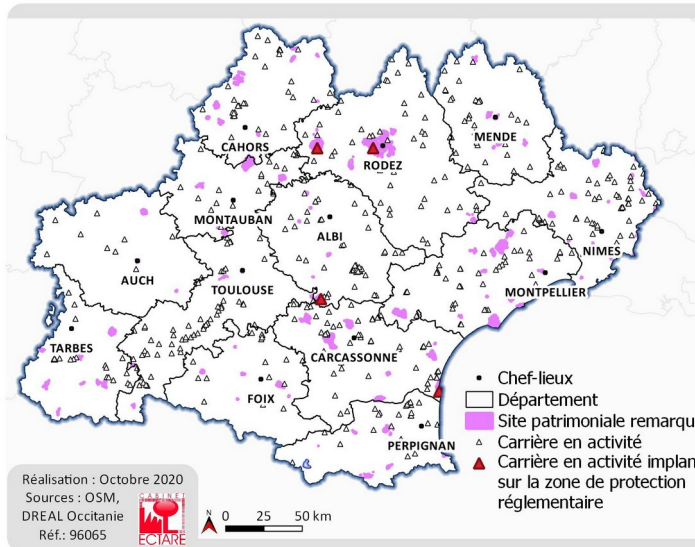 CAHORS
MENDE
RODEZ
MONTAUBAN
ALBI
NIMES
AUCH
TOULOUSE
MONTPELLIER
TARBES
CARCASSONNE
FOIX
PERPIGNAN
Chef-lieux
Département
Site patrimoniale remarqu
Carrière en activité
Carrière en activité implan
sur la zone de protection
réglementaire
Réalisation : Octobre 2020
Sources : OSM,
DREAL Occitanie
Réf.: 96065
CABINET
ECTARE
0 25 50 km